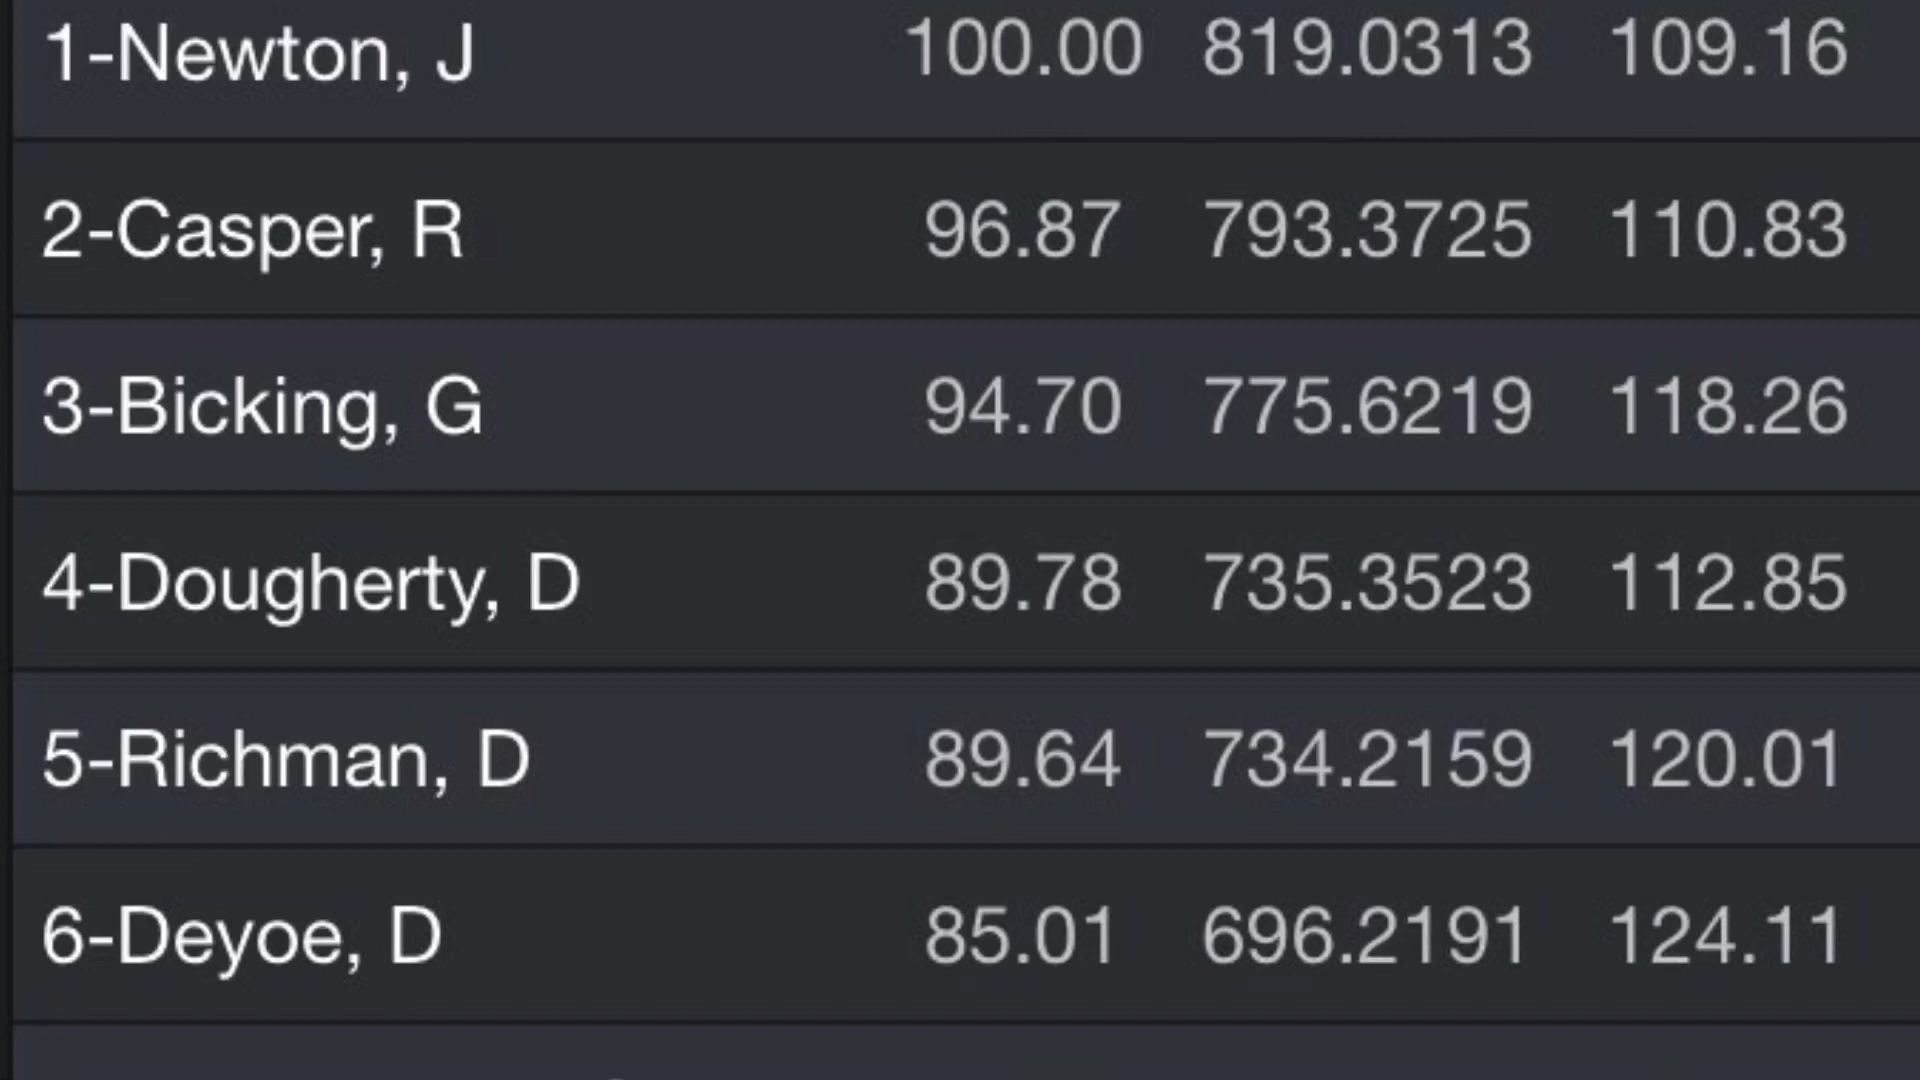 1-Newton, J 100.00 819.0313 109.16
2-Casper, R 96.87 793.3725 110.83
3-Bicking, G 94.70 775.6219 118.26
4-Dougherty, D 89.78 735.3523 112.85
5-Richman, D 89.64 734.2159 120.01
6-Deyoe, D 85.01 696.2191 124.11